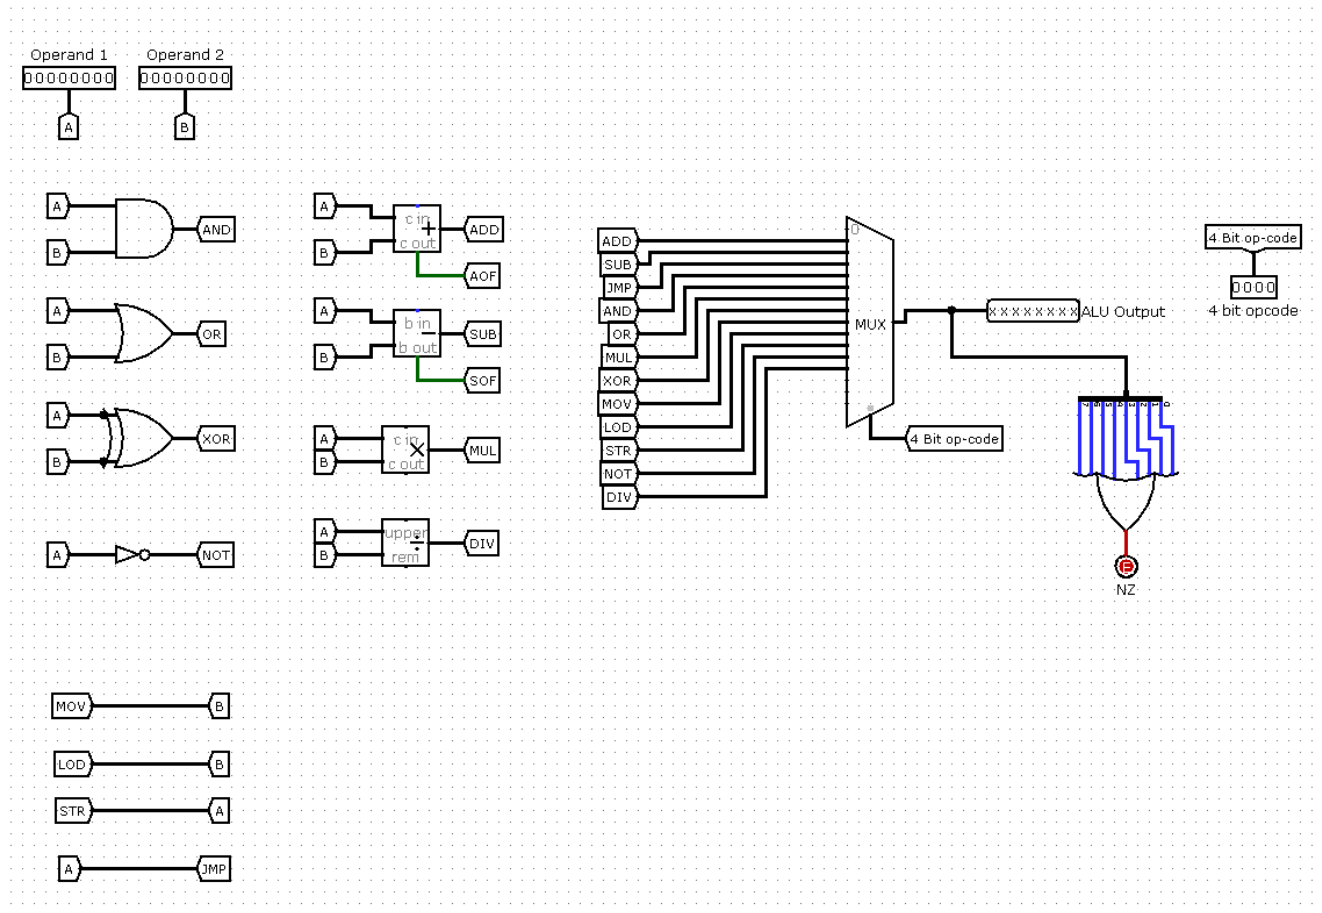 Operand 1
Operand 2
00000000
00000000
A
B
A
B
AND
A
B
OR
A
B
XOR
A
NOT
A
B
c in
+
c out
ADD
AOF
A
B
b in
−
b out
SUB
SOF
A
B
c in
×
c out
MUL
A
B
upper
÷
rem
DIV
ADD
SUB
JMP
AND
OR
MUL
XOR
MOV
LOD
STR
NOT
DIV
0
MUX
4 Bit op-code
xxxxxxxx
ALU Output
4 Bit op-code
0000
4 bit opcode
E
NZ
MOV
B
LOD
B
STR
A
A
JMP